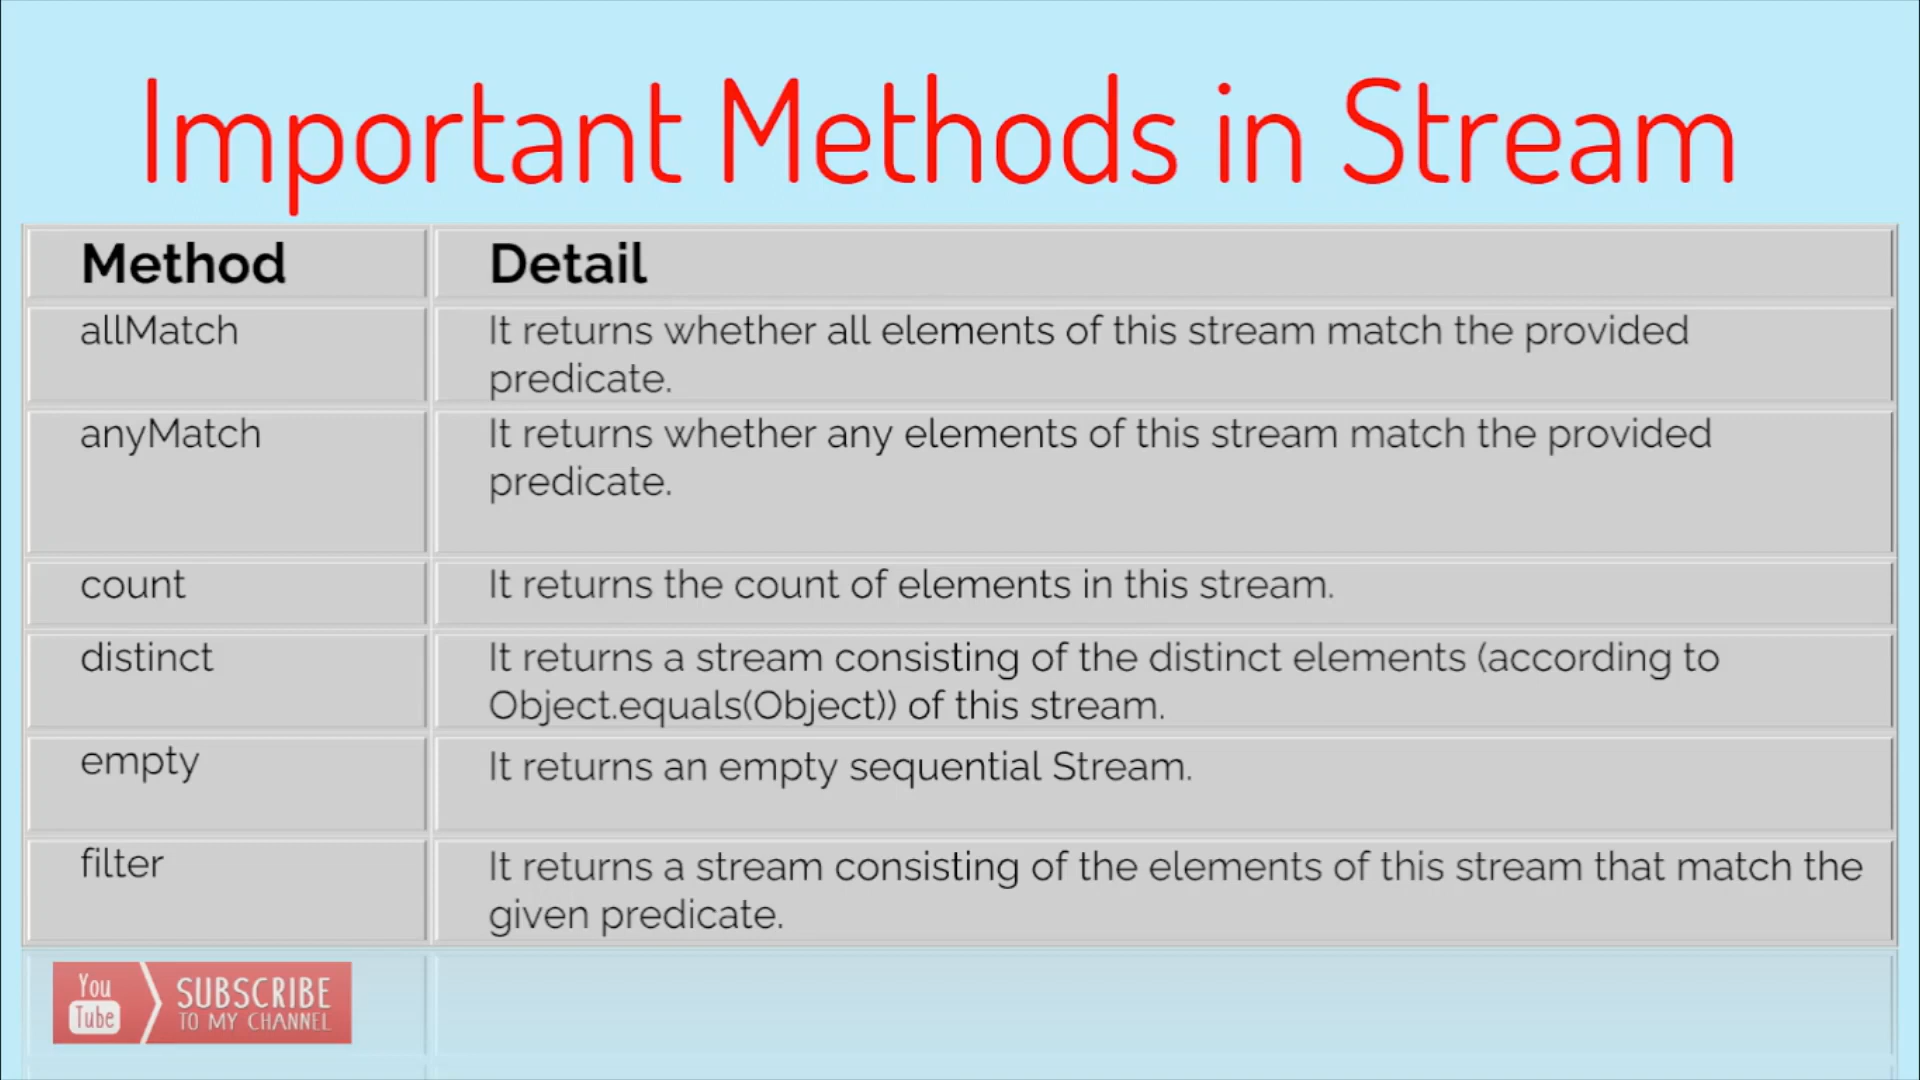 Important Methods in Stream
Method
Detail
allMatch
It returns whether all elements of this stream match the provided
predicate.
anyMatch
It returns whether any elements of this stream match the provided
predicate.
count
It returns the count of elements in this stream.
distinct
It returns a stream consisting of the distinct elements (according to
Object.equals(Object)) of this stream.
empty
It returns an empty sequential Stream.
filter
It returns a stream consisting of the elements of this stream that match the
given predicate.
You
Tube
SUBSCRIBE
TO MY CHANNEL